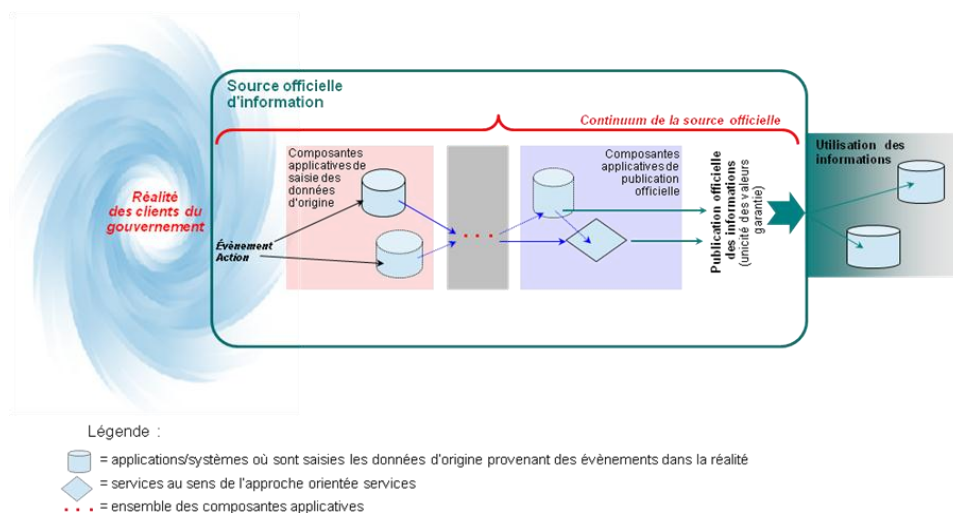 Source officielle
d'information
Continuum de la source officielle
Réalité
des clients du
gouvernement
Évènement
Action
Composantes
applicatives de
saisie des
données
d'origine
. . .
Composantes
applicatives de
publication
officielle
Publication officielle
des informations
(unicité des valeurs
garantie)
Utilisation des
informations
Légende :
= applications/systèmes où sont saisies les données d'origine provenant des évènements dans la réalité
= services au sens de l'approche orientée services
. . . = ensemble des composantes applicatives